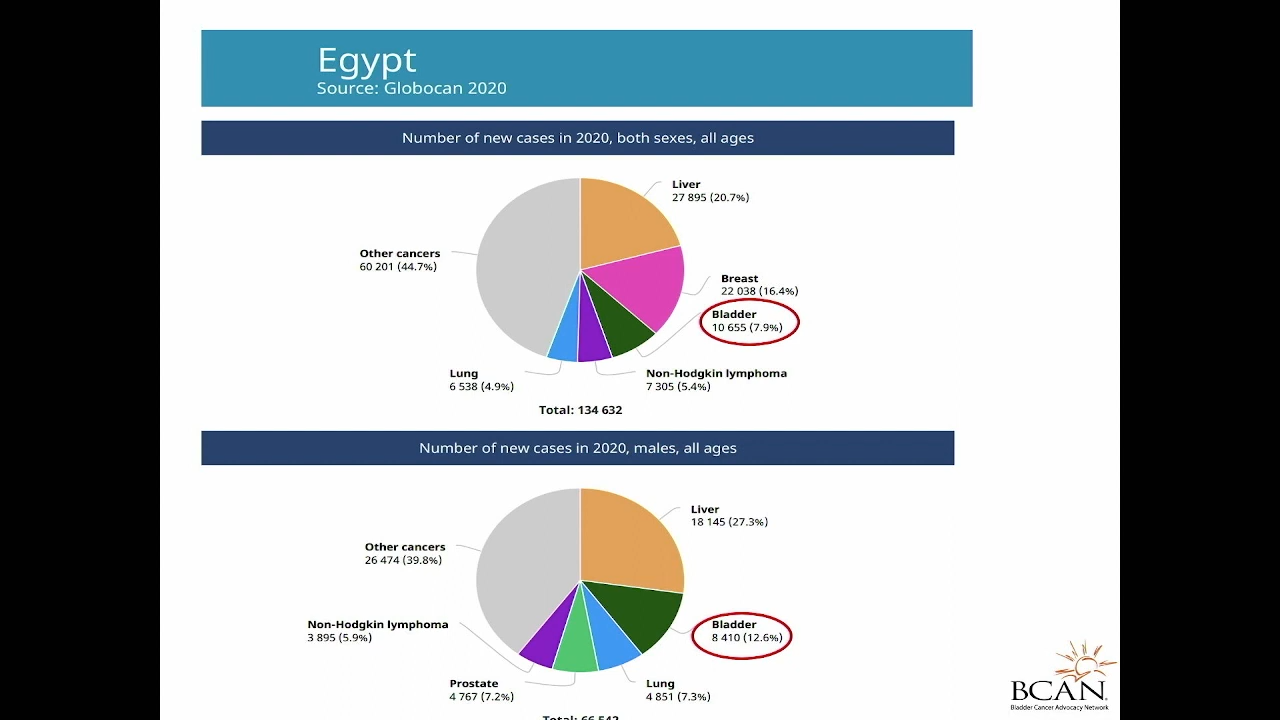 Egypt
Source: Globocan 2020
Number of new cases in 2020, both sexes, all ages
Liver
27 895 (20.7%)
Other cancers
60 201 (44.7%)
Breast
22 038 (16.4%)
Bladder
10 655 (7.9%)
Lung
6 538 (4.9%)
Non-Hodgkin lymphoma
7 305 (5.4%)
Total: 134 632
Number of new cases in 2020, males, all ages
Liver
18 145 (27.3%)
Other cancers
26 474 (39.8%)
Non-Hodgkin lymphoma
3 895 (5.9%)
Bladder
8 410 (12.6%)
Prostate
4 767 (7.2%)
Lung
4 851 (7.3%)
Total: 66 542
BCAN
Bladder Cancer Advocacy Network